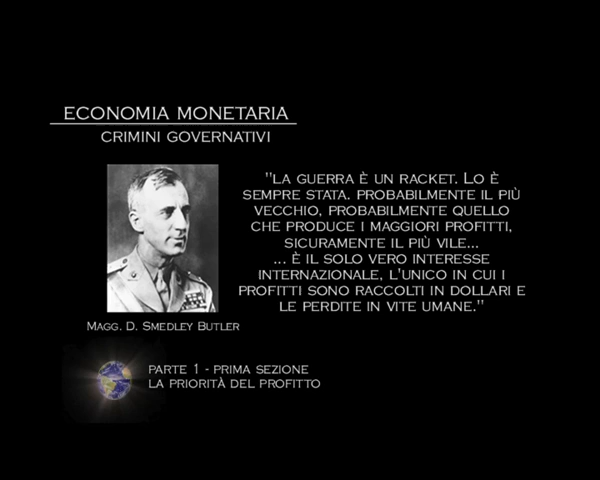 ECONOMIA MONETARIA
CRIMINI GOVERNATIVI
"LA GUERRA È UN RACKET. LO È
SEMPRE STATA. PROBABILMENTE IL PIÙ
VECCHIO, PROBABILMENTE QUELLO
CHE PRODUCE I MAGGIORI PROFITTI,
SICURAMENTE IL PIÙ VILE...
... È IL SOLO VERO INTERESSE
INTERNAZIONALE, L'UNICO IN CUI I
PROFITTI SONO RACCOLTI IN DOLLARI E
LE PERDITE IN VITE UMANE."
MAGG. D. SMEDLEY BUTLER
PARTE 1 - PRIMA SEZIONE
LA PRIORITÀ DEL PROFITTO